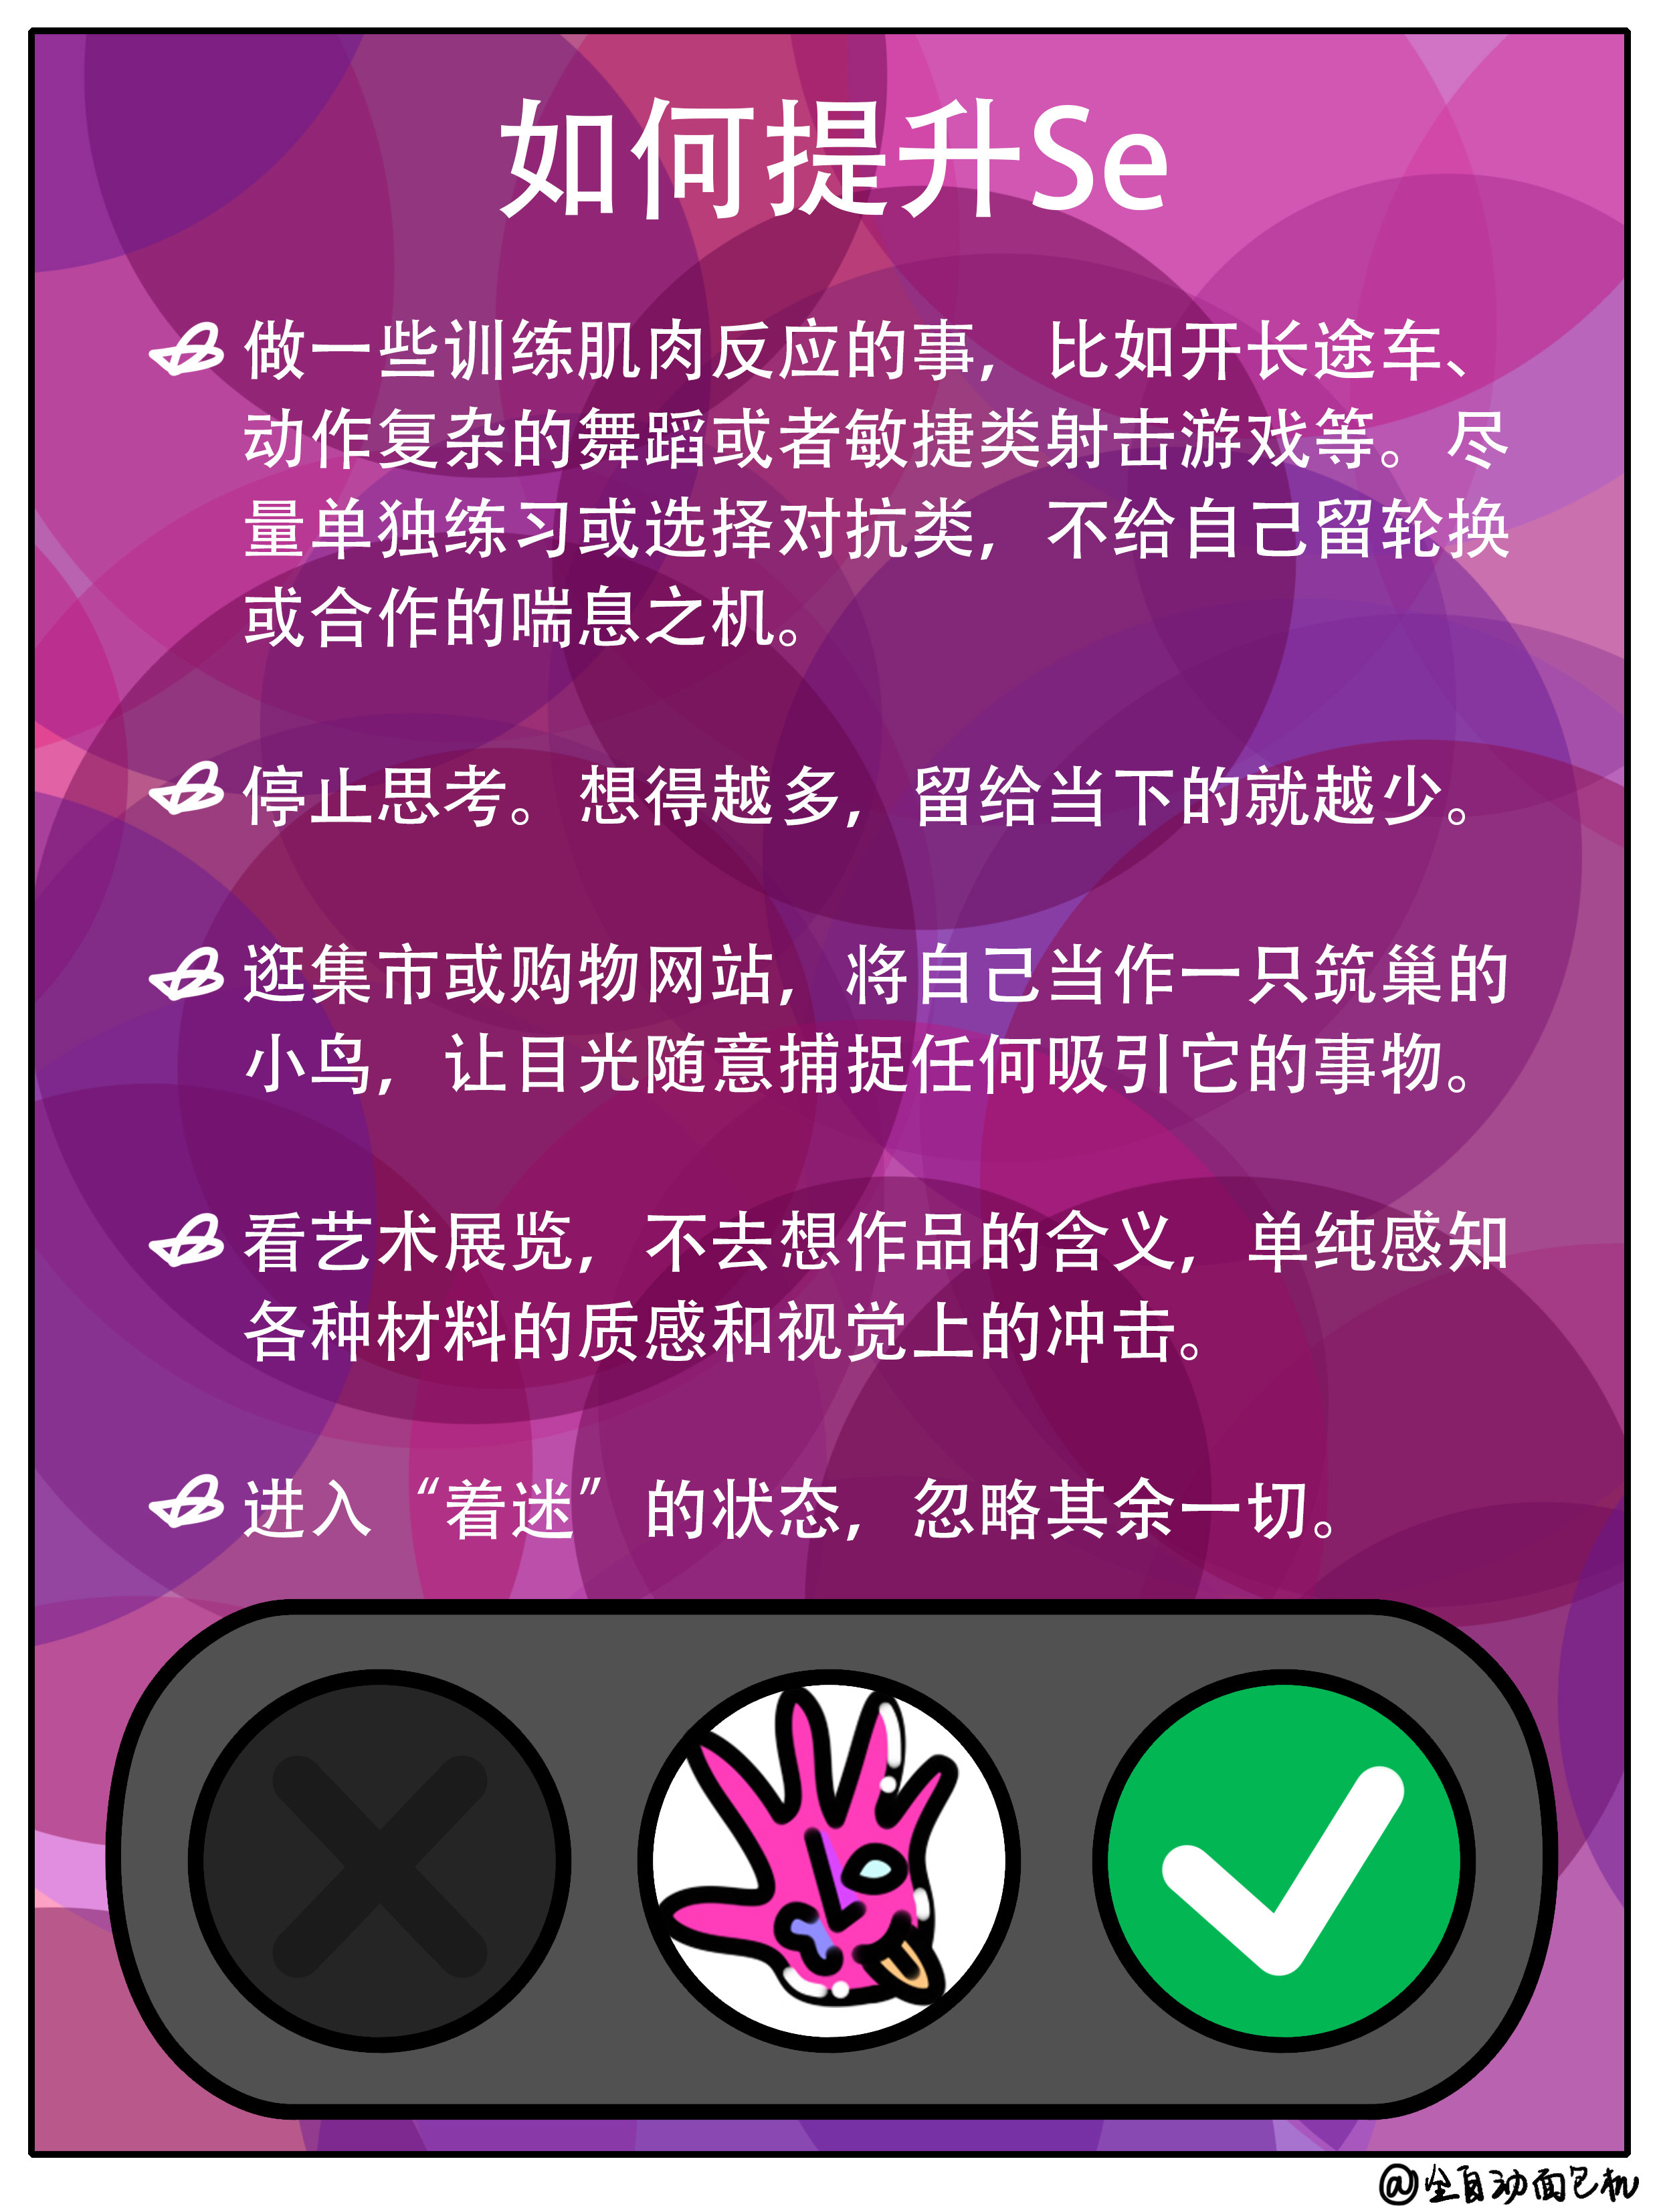 如何提升Se
做一些训练肌肉反应的事，比如开长途车、
动作复杂的舞蹈或者敏捷类射击游戏等。尽
量单独练习或选择对抗类，不给自己留轮换
或合作的喘息之机。
停止思考。想得越多，留给当下的就越少。
逛集市或购物网站，将自己当作一只筑巢的
小鸟，让目光随意捕捉任何吸引它的事物。
看艺术展览，不去想作品的含义，单纯感知
各种材料的质感和视觉上的冲击。
进入“着迷”的状态，忽略其余一切。
@全自动面包机